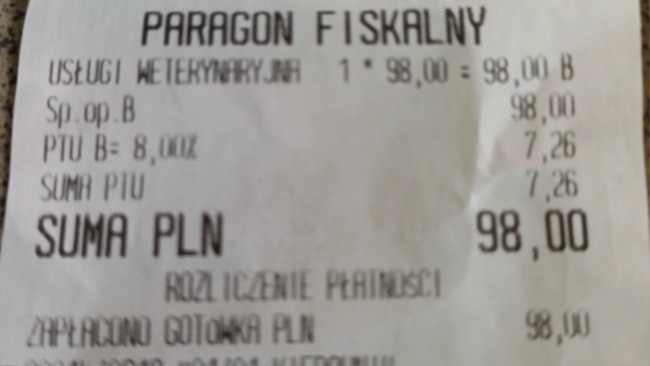 PARAGON FISKALNY
USŁUGI WETERYNARYJNA 1 * 98,00 = 98,00 B
Sp.op.B 98,00
PTU B= 8,00% 7,26
SUMA PTU 7,26
SUMA PLN 98,00
ROZLICZENIE PŁATNOŚCI
ZAPŁACONO GOTÓWKA PLN 98,00